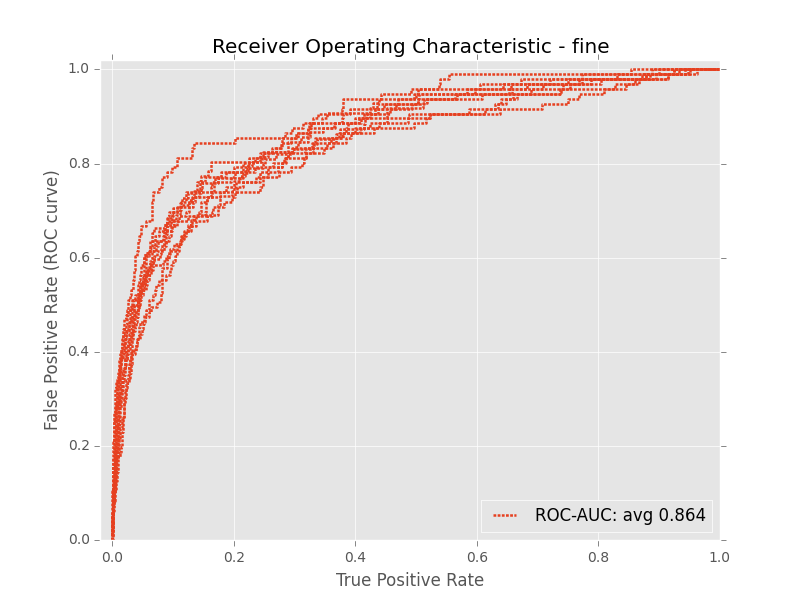 Receiver Operating Characteristic - fine
False Positive Rate (ROC curve)
1.0
0.8
0.6
0.4
0.2
0.0
ROC-AUC: avg 0.864
0.0 0.2 0.4 0.6 0.8 1.0
True Positive Rate